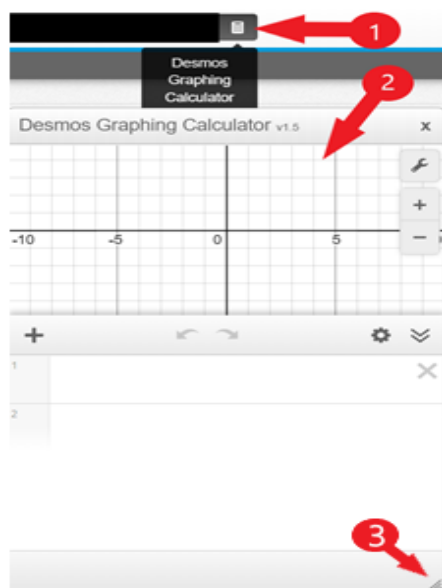 1
Desmos
Graphing
Calculator
2
Desmos Graphing Calculator v1.5 x
+
-10 -5 0 5
−
+
1
2
3